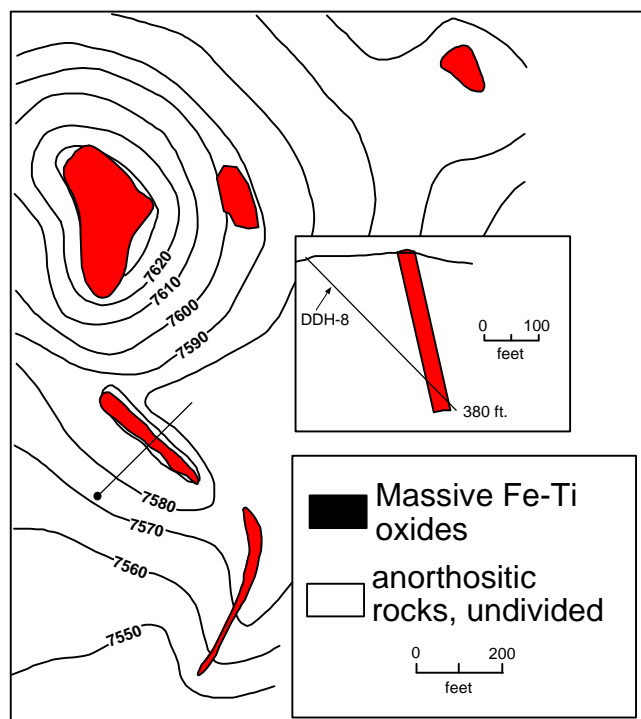 7620
7610
7600
7590
DDH-8
0 100
feet
380 ft.
7580
7570
7560
7550
Massive Fe-Ti
oxides
anorthositic
rocks, undivided
0 200
feet